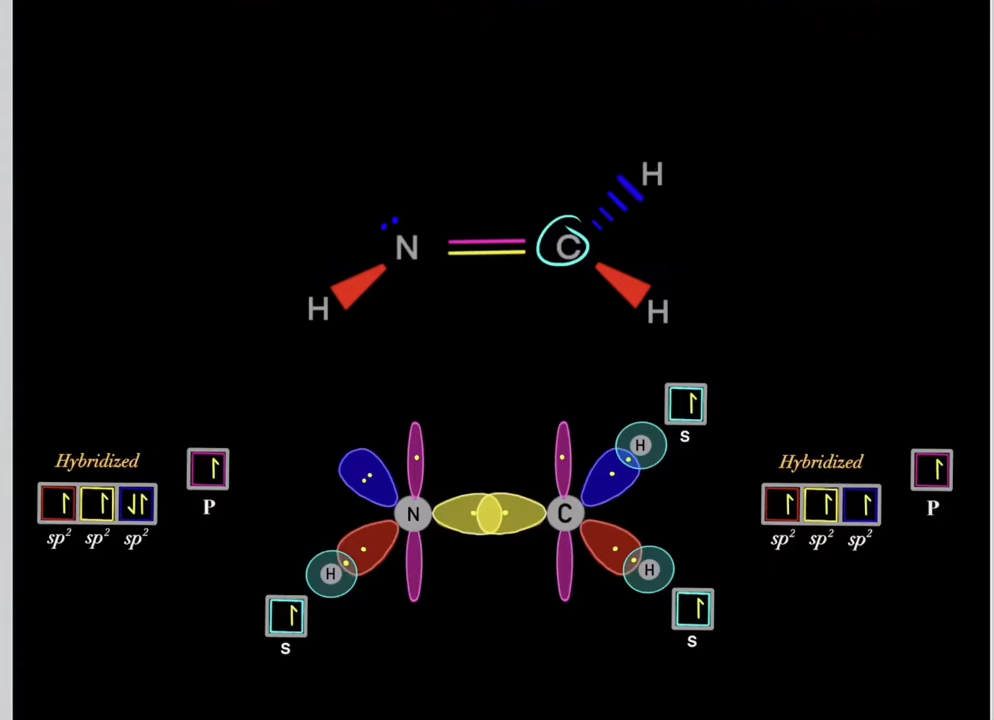 H
N C
H H
S
Hybridized
P
sp² sp² sp²
Hybridized
P
sp² sp² sp²
H
N C
H H
S
S